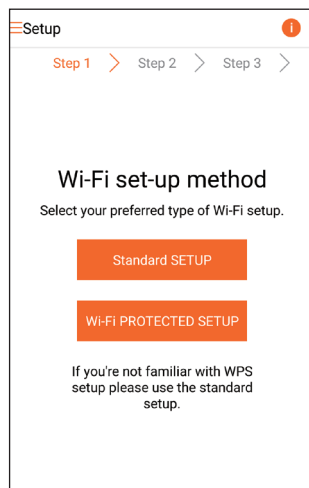 Setup
i
Step 1 Step 2 Step 3
Wi-Fi set-up method
Select your preferred type of Wi-Fi setup.
Standard SETUP
Wi-Fi PROTECTED SETUP
If you're not familiar with WPS
setup please use the standard
setup.